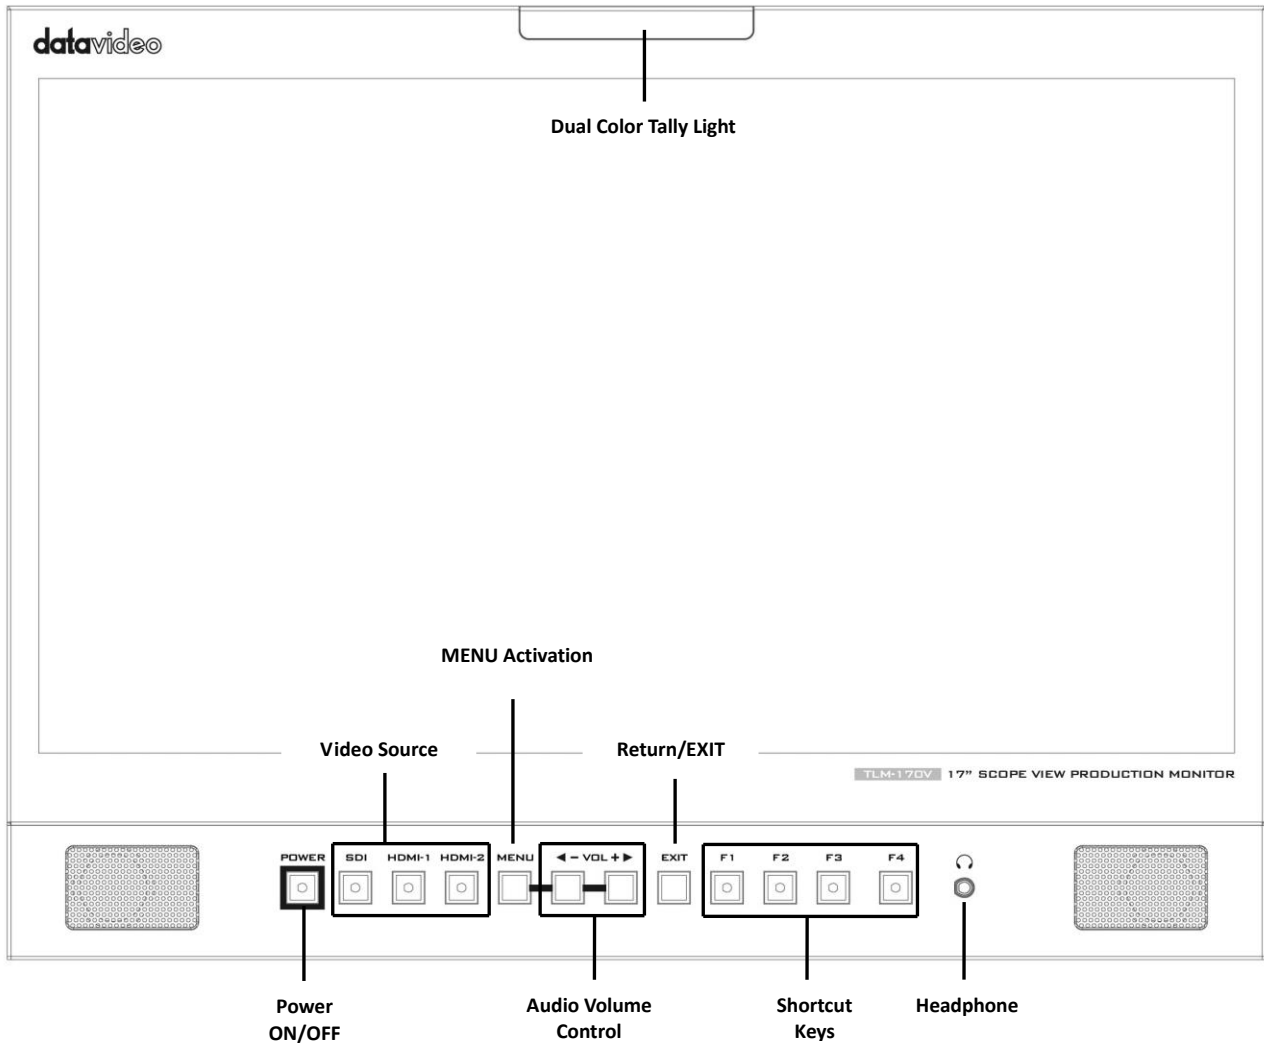 datavideo
Dual Color Tally Light
MENU Activation
Video Source
Return/EXIT
TLM-170V 17” SCOPE VIEW PRODUCTION MONITOR
POWER SDI HDMI-1 HDMI-2 MENU ◀ – VOL + ▶ EXIT F1 F2 F3 F4
Power
ON/OFF
Audio Volume
Control
Shortcut
Keys
Headphone